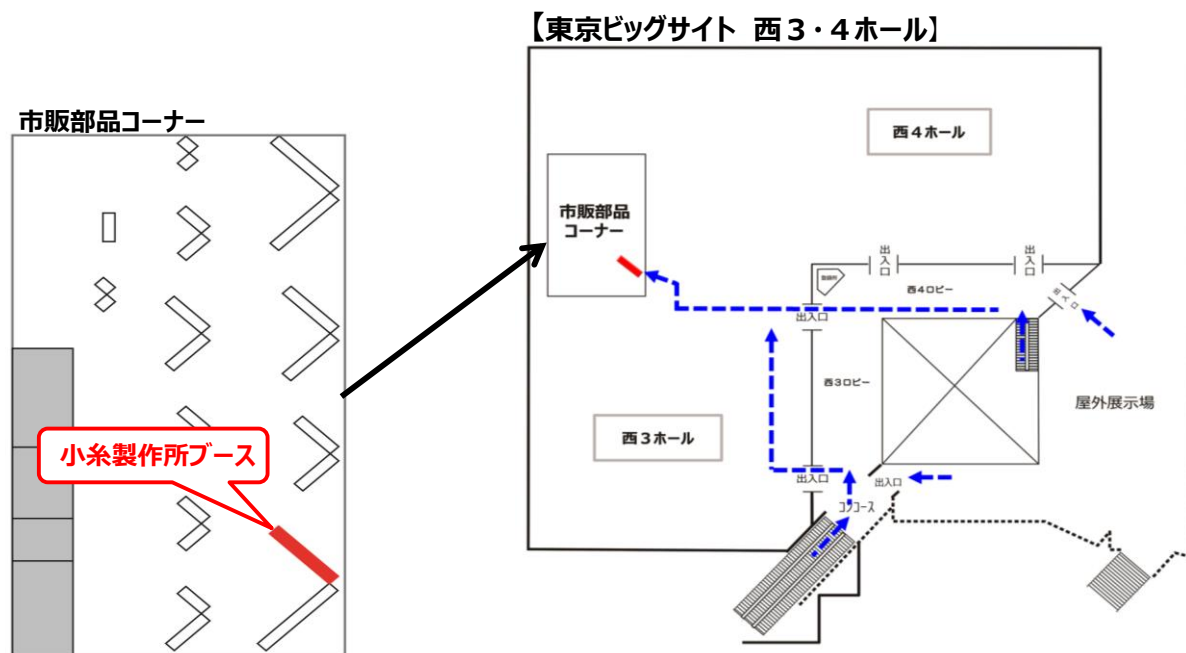 【東京ビッグサイト 西3・4ホール】
市販部品コーナー
西4ホール
市販部品
コーナー
出入口
出入口
出入口
西4ロビー
出入口
西3ロビー
屋外展示場
西3ホール
小糸製作所ブース
出入口
出入口
コンコース